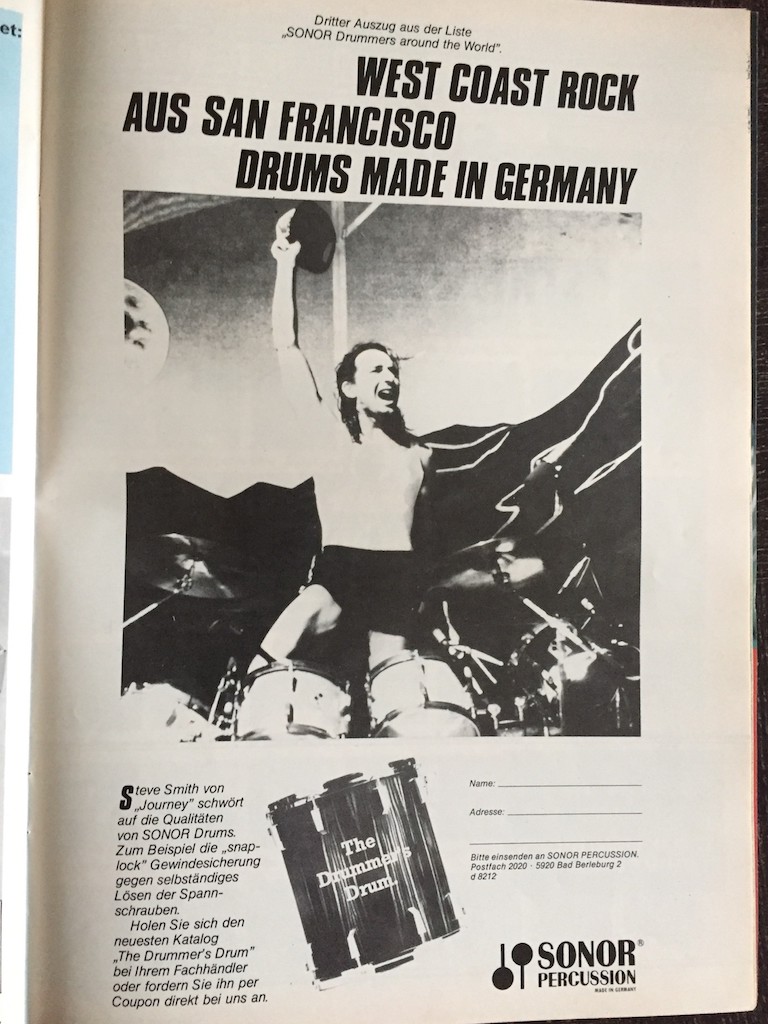 et:
Dritter Auszug aus der Liste
„SONOR Drummers around the World".
WEST COAST ROCK
AUS SAN FRANCISCO
DRUMS MADE IN GERMANY
Steve Smith von
„Journey" schwört
auf die Qualitäten
von SONOR Drums.
Zum Beispiel die „snap-
lock" Gewindesicherung
gegen selbständiges
Lösen der Spann-
schrauben.
Holen Sie sich den
neuesten Katalog
„The Drummer's Drum"
bei Ihrem Fachhändler
oder fordern Sie ihn per
Coupon direkt bei uns an.
The
Drummer's
Drum.
Name:
Adresse:
Bitte einsenden an SONOR PERCUSSION.
Postfach 2020 · 5920 Bad Berleburg 2
d 8212
SONOR®
PERCUSSION
MADE IN GERMANY